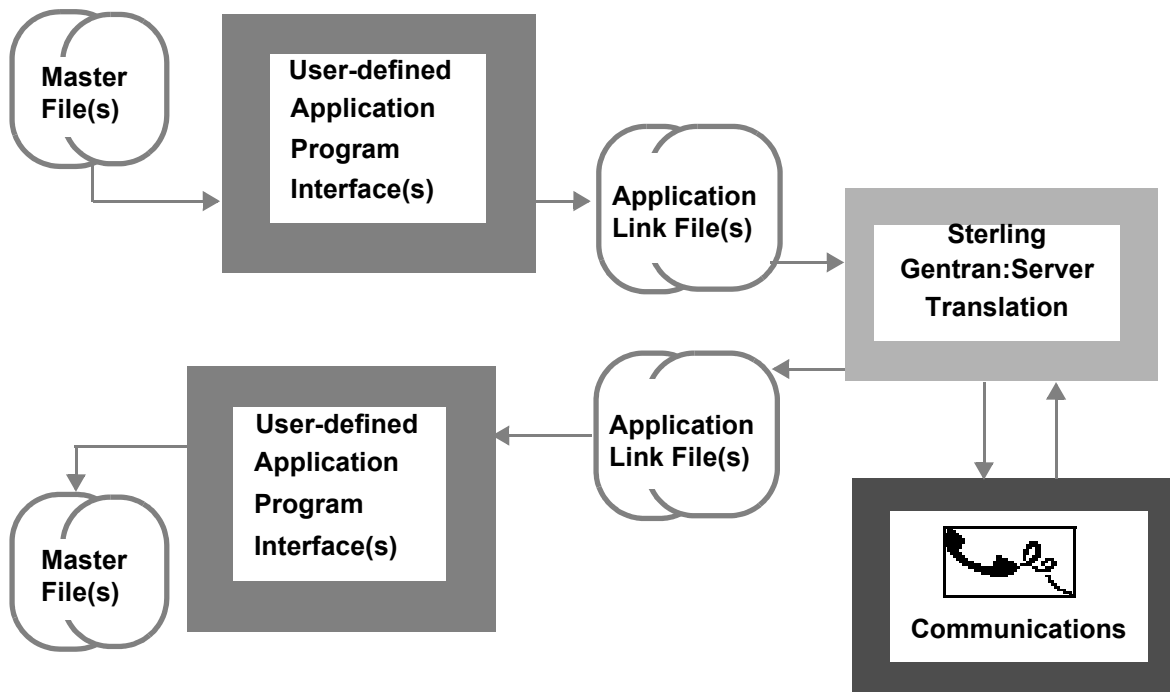 Master
File(s)
User-defined
Application
Program
Interface(s)
Application
Link File(s)
Sterling
Gentran:Server
Translation
Application
Link File(s)
User-defined
Application
Program
Interface(s)
Master
File(s)
Communications